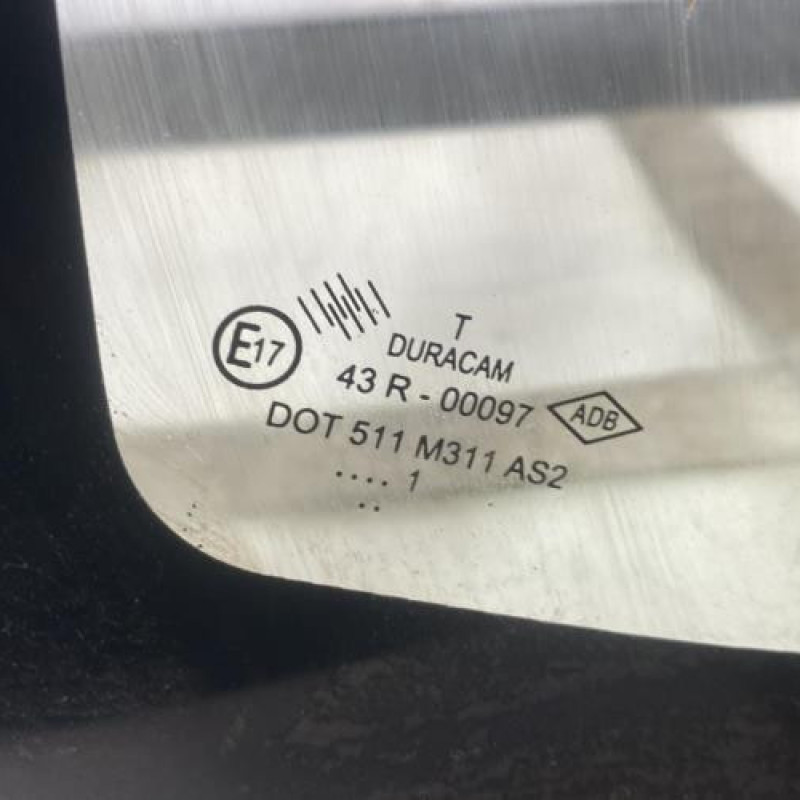 E17
T
DURACAM
43 R - 00097
ADB
DOT 511 M311 AS2
.... 1
..